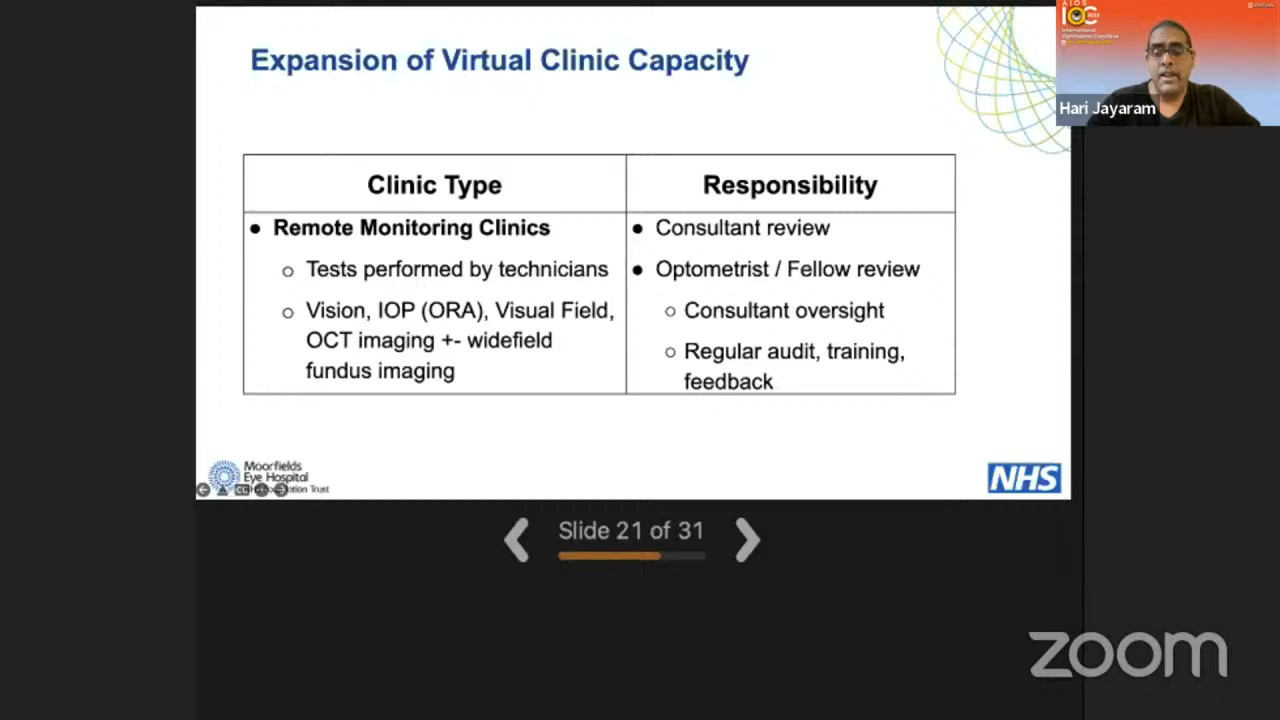 Expansion of Virtual Clinic Capacity
AIOS
IOC
Hari Jayaram
Clinic Type
Responsibility
● Remote Monitoring Clinics
○ Tests performed by technicians
○ Vision, IOP (ORA), Visual Field,
OCT imaging +- widefield
fundus imaging
● Consultant review
● Optometrist / Fellow review
○ Consultant oversight
○ Regular audit, training,
feedback
Moorfields
Eye Hospital
NHS
Slide 21 of 31
zoom